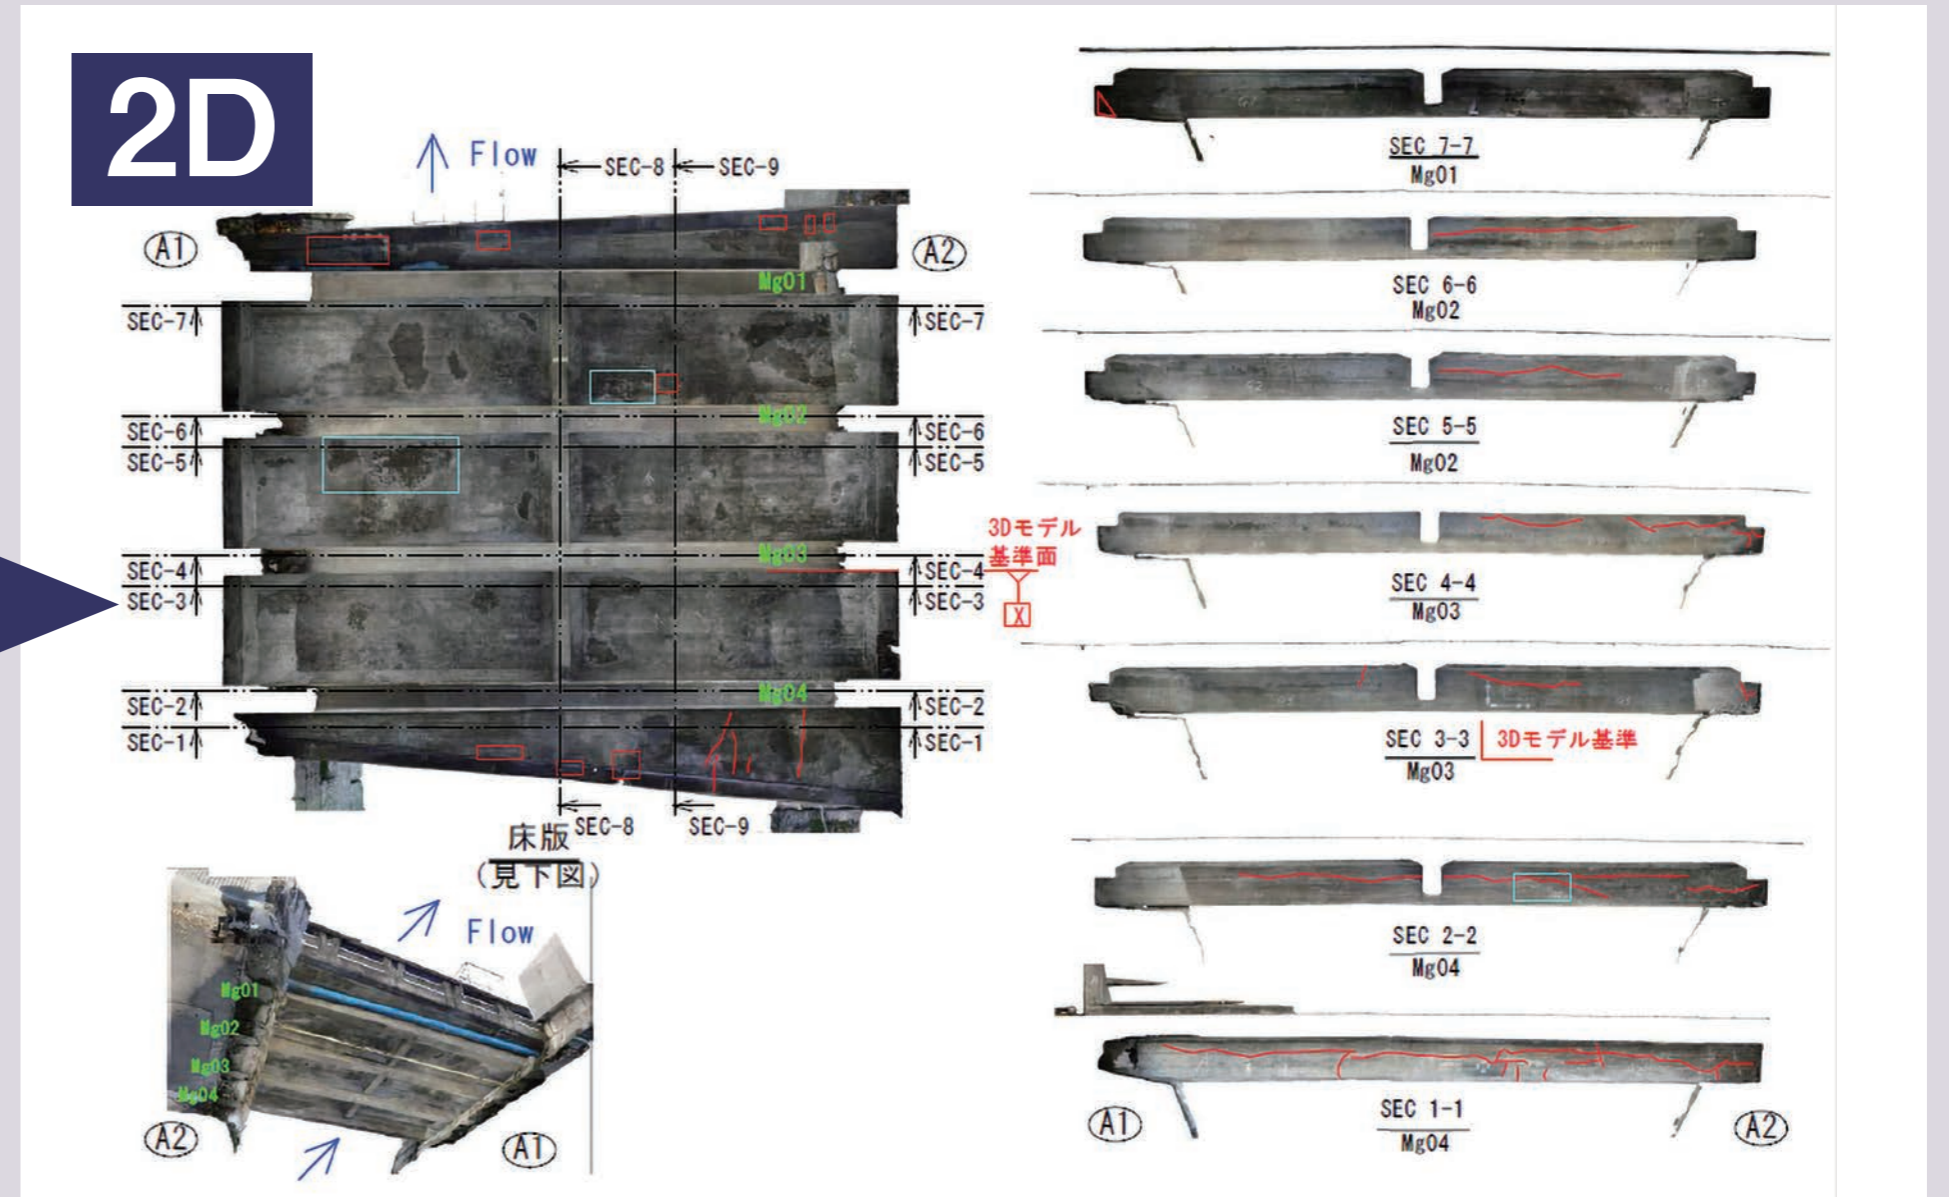 2D
Flow
SEC-8
SEC-9
A1
A2
Mg01
SEC-7
SEC-7
Mg02
SEC-6
SEC-6
SEC-5
SEC-5
Mg03
SEC-4
SEC-4
SEC-3
SEC-3
3Dモデル
基準面
X
Mg04
SEC-2
SEC-2
SEC-1
SEC-1
SEC-8
SEC-9
床版
(見下図)
Flow
Mg01
Mg02
Mg03
Mg04
A2
A1
SEC 7-7
Mg01
SEC 6-6
Mg02
SEC 5-5
Mg02
SEC 4-4
Mg03
SEC 3-3
Mg03
3Dモデル基準
SEC 2-2
Mg04
A1
SEC 1-1
Mg04
A2